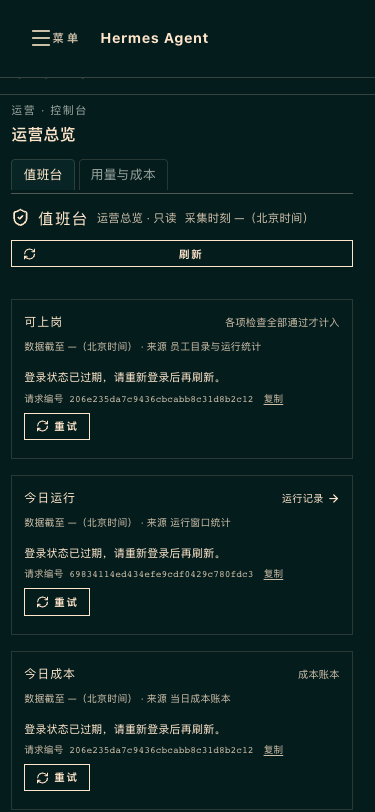 菜单 Hermes Agent
运营 · 控制台
运营总览
值班台 用量与成本
值班台 运营总览 · 只读 采集时刻 —（北京时间）
刷新
可上岗 各项检查全部通过才计入
数据截至 —（北京时间） · 来源 员工目录与运行统计
登录状态已过期，请重新登录后再刷新。
请求编号 206e235da7c9436cbcabb8c31d8b2c12 复制
重试
今日运行 运行记录 →
数据截至 —（北京时间） · 来源 运行窗口统计
登录状态已过期，请重新登录后再刷新。
请求编号 69834114ed434efe9cdf0429c780fdc3 复制
重试
今日成本 成本账本
数据截至 —（北京时间） · 来源 当日成本账本
登录状态已过期，请重新登录后再刷新。
请求编号 206e235da7c9436cbcabb8c31d8b2c12 复制
重试